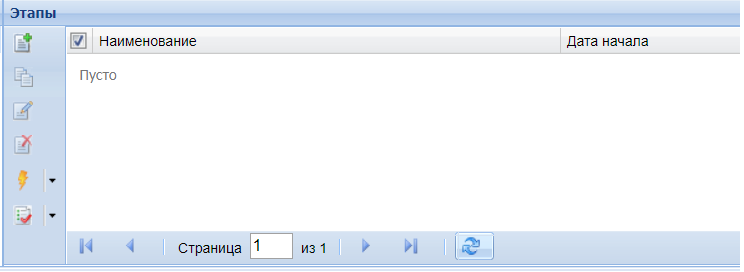 Этапы
Наименование Дата начала
Пусто
Страница 1 из 1